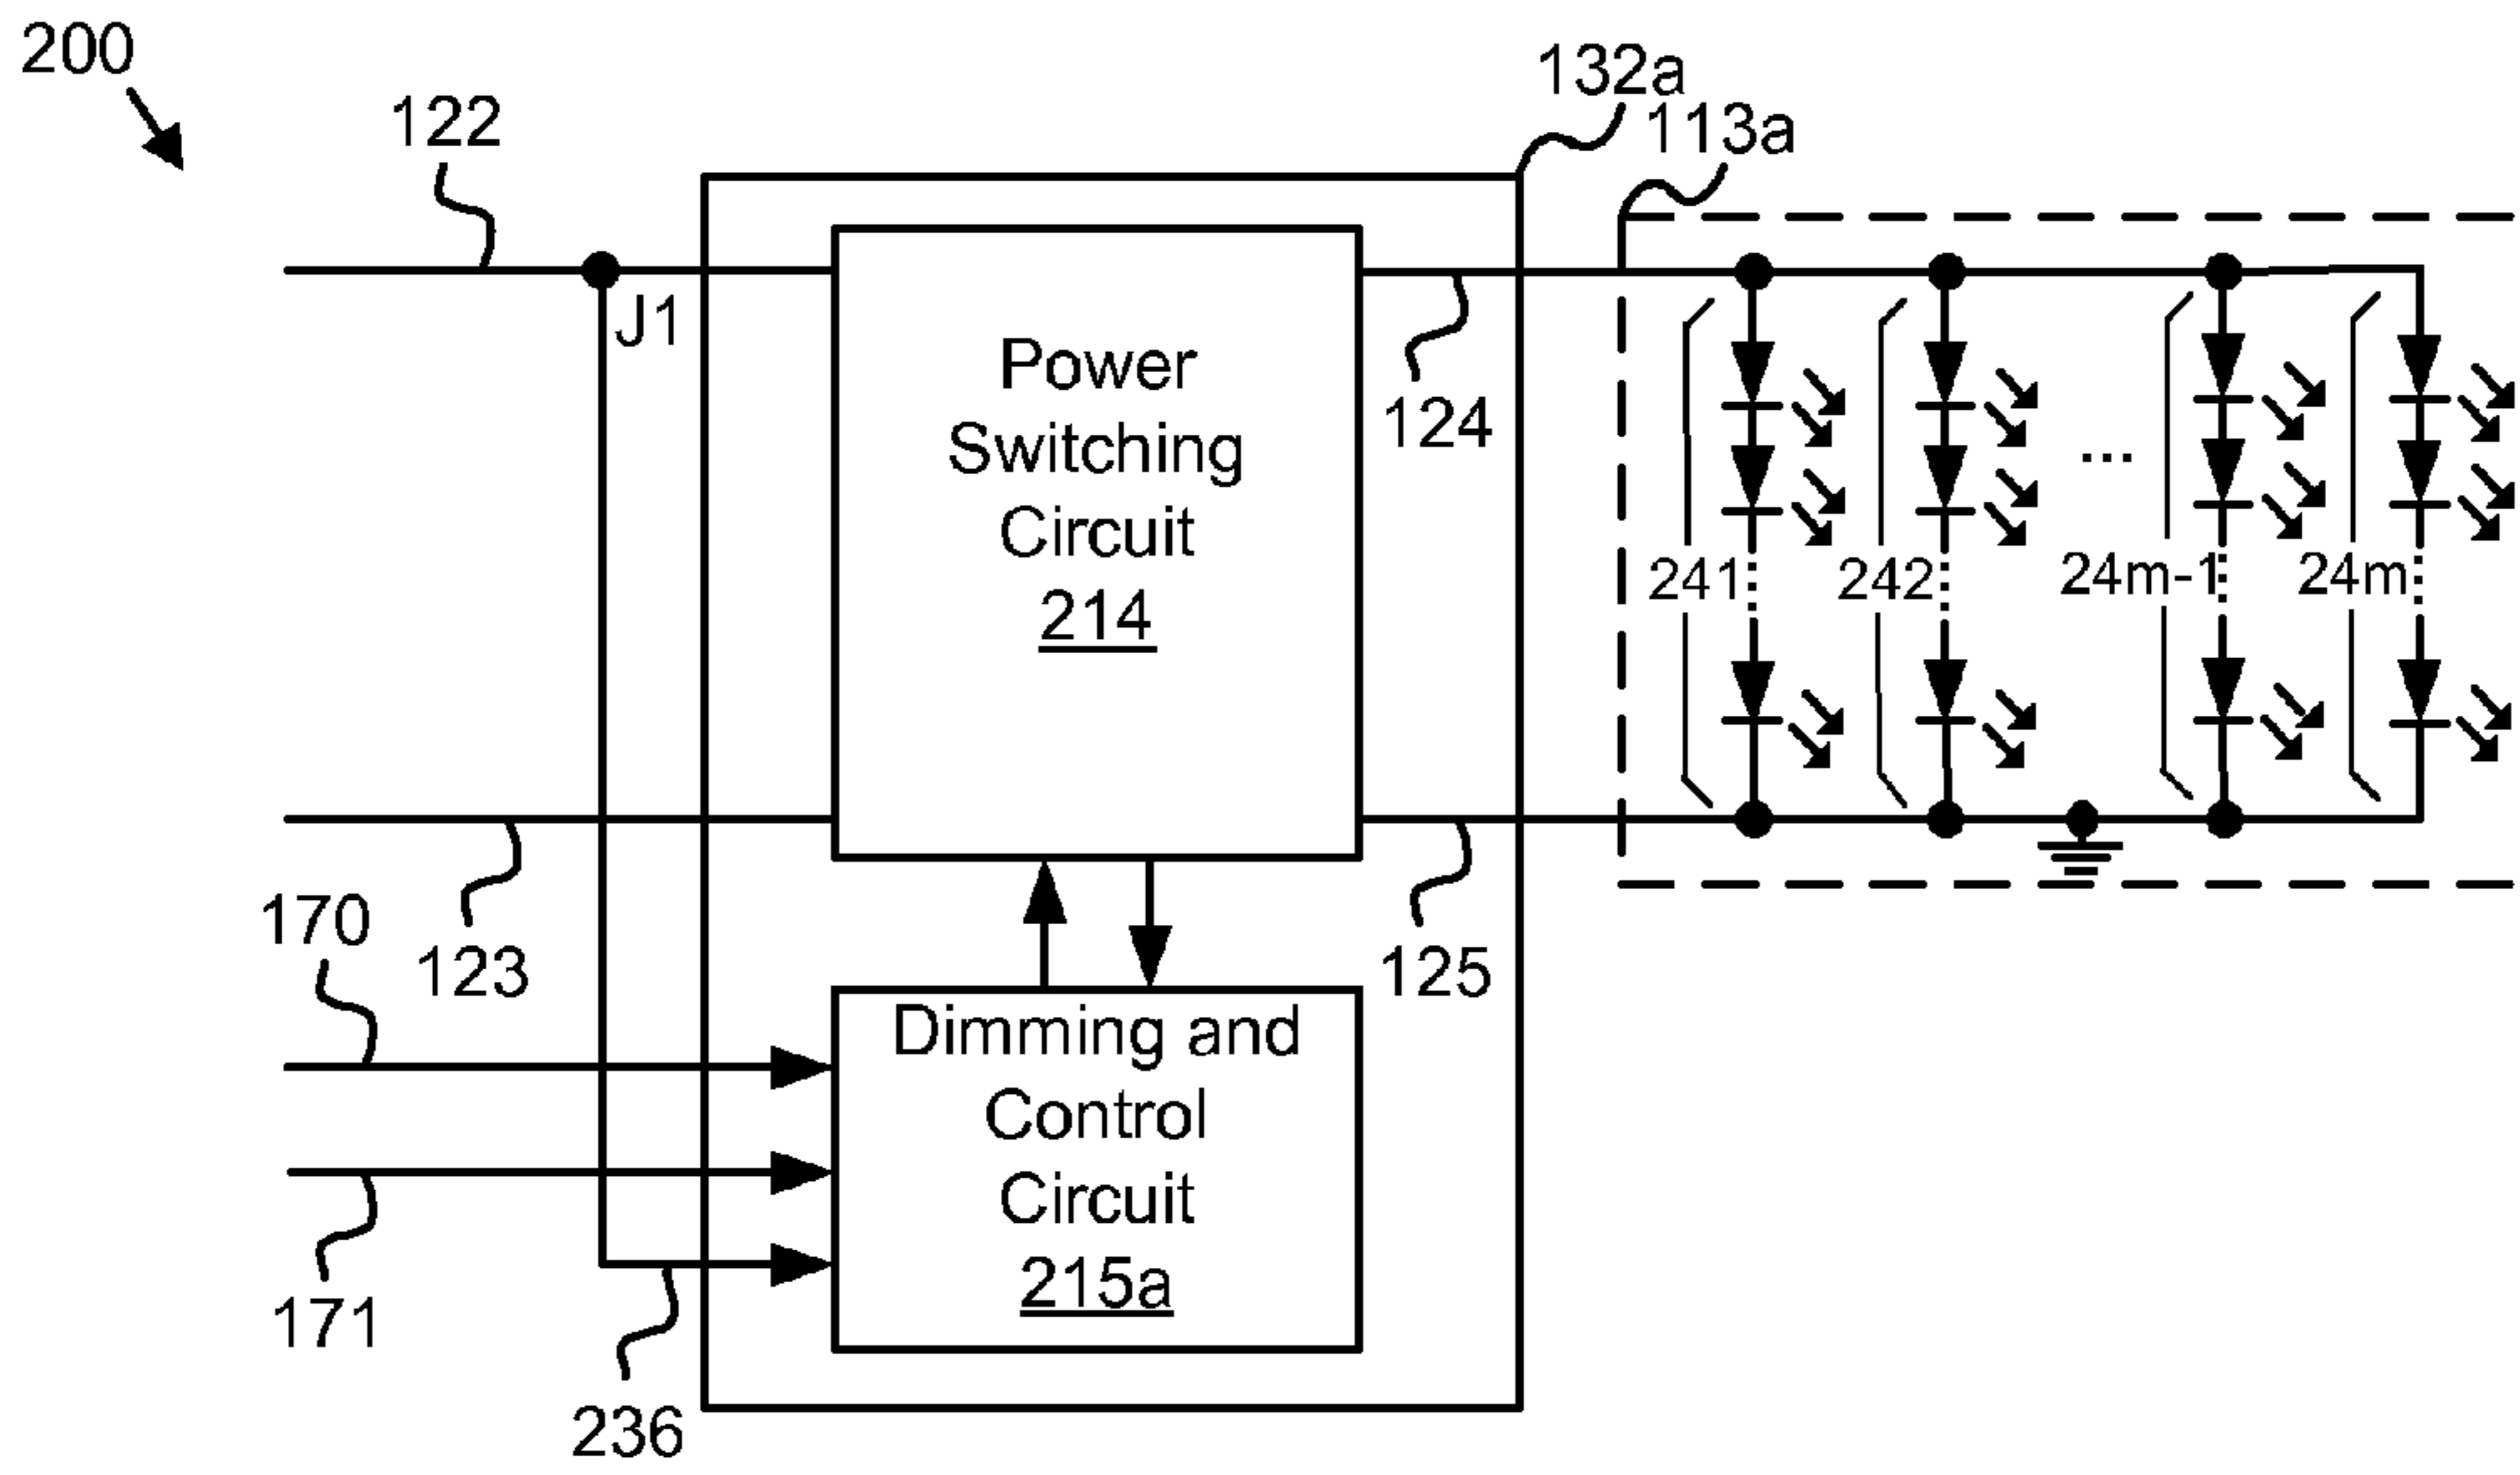 200
132a
122
113a
J1
Power
Switching
Circuit
214
124
241
242
...
24m-1
24m
170
123
125
Dimming and
Control
Circuit
215a
171
236